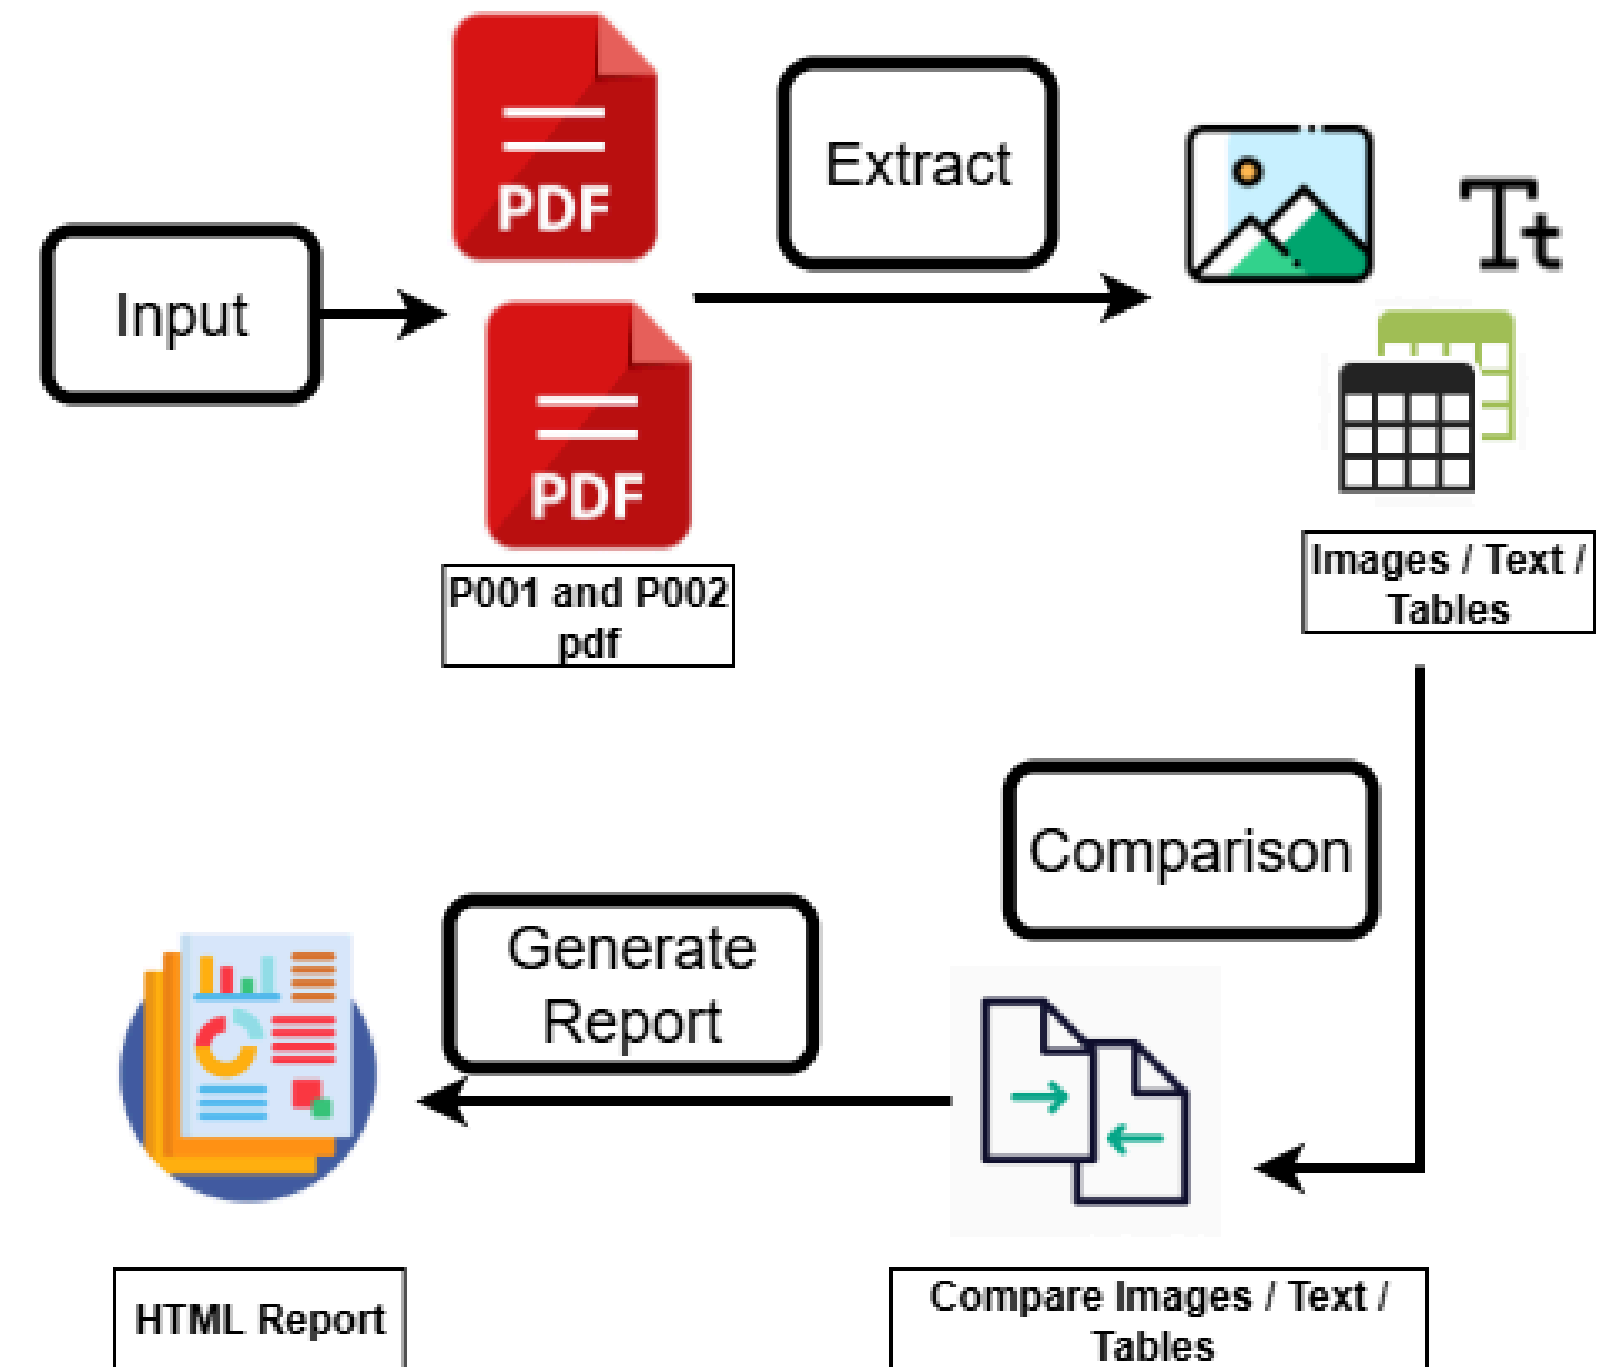 Input
PDF
PDF
P001 and P002
pdf
Extract
Tt
Images / Text /
Tables
Comparison
Compare Images / Text /
Tables
Generate
Report
HTML Report